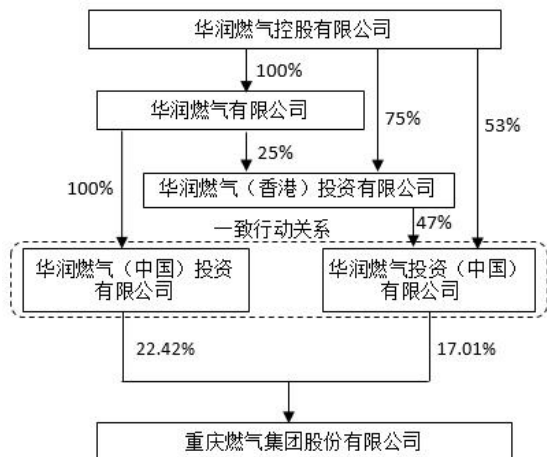 华润燃气控股有限公司
100%
华润燃气有限公司
75%
53%
25%
100%
华润燃气（香港）投资有限公司
一致行动关系
47%
华润燃气（中国）投资
有限公司
华润燃气投资（中国）
有限公司
22.42%
17.01%
重庆燃气集团股份有限公司